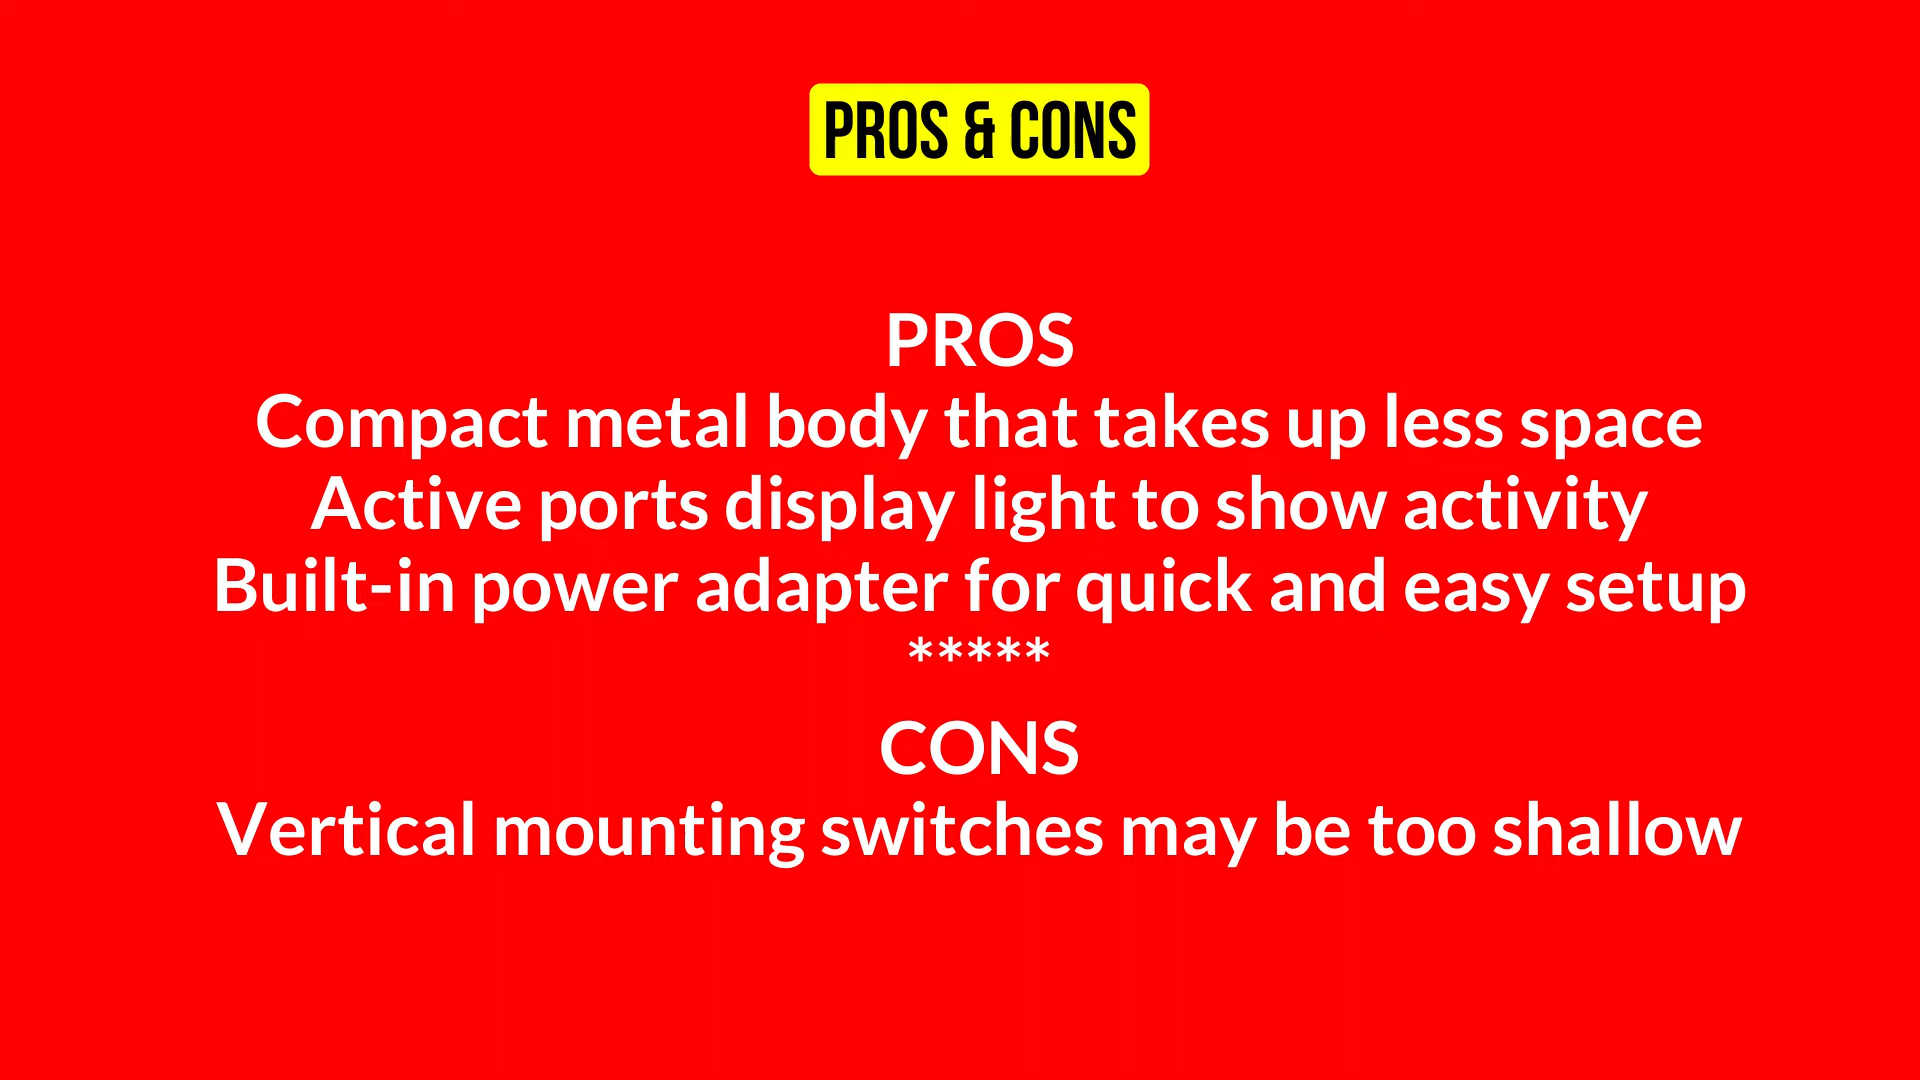 PROS & CONS
PROS
Compact metal body that takes up less space
Active ports display light to show activity
Built-in power adapter for quick and easy setup
*****
CONS
Vertical mounting switches may be too shallow